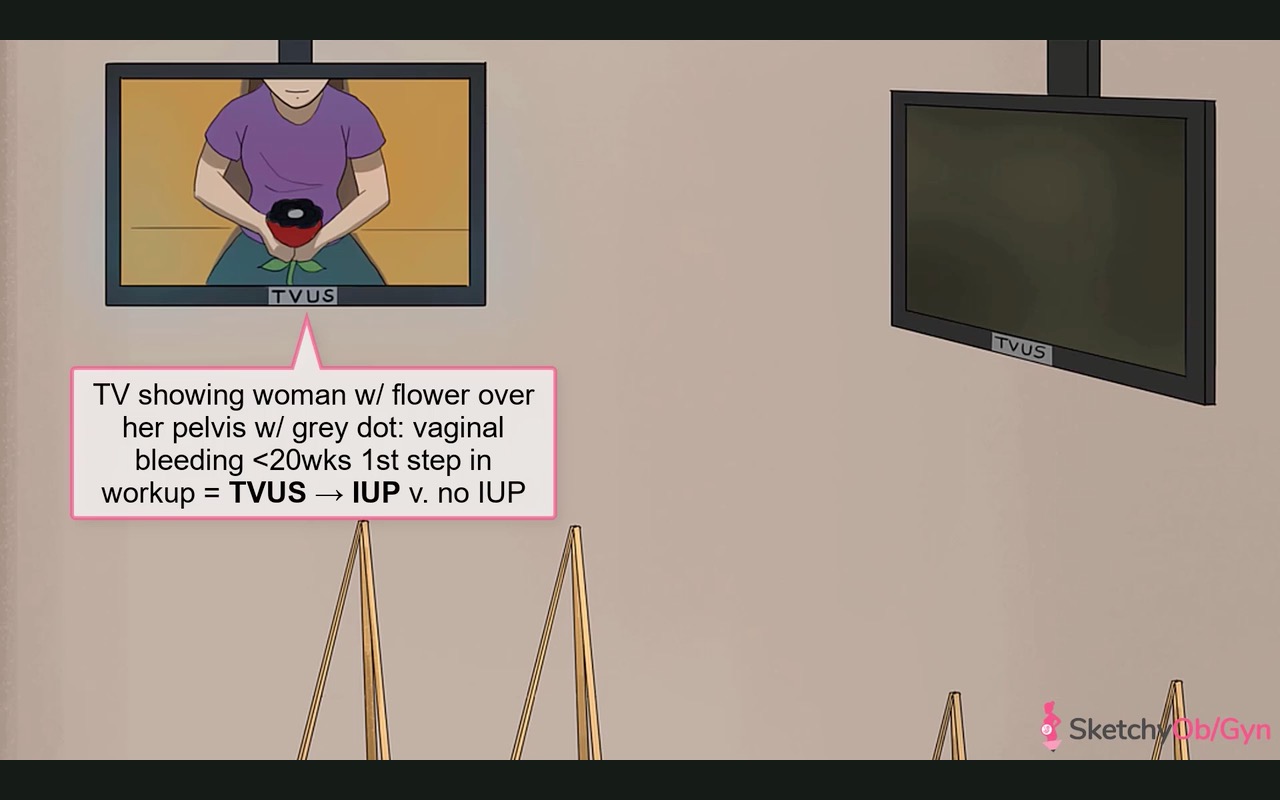 TVUS
TVUS
TV showing woman w/ flower over
her pelvis w/ grey dot: vaginal
bleeding <20wks 1st step in
workup = TVUS → IUP v. no IUP
SketchyOb/Gyn